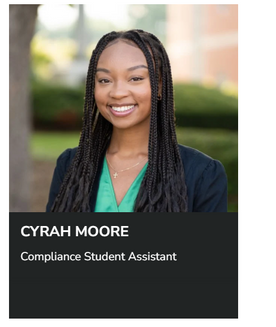 CYRAH MOORE
Compliance Student Assistant